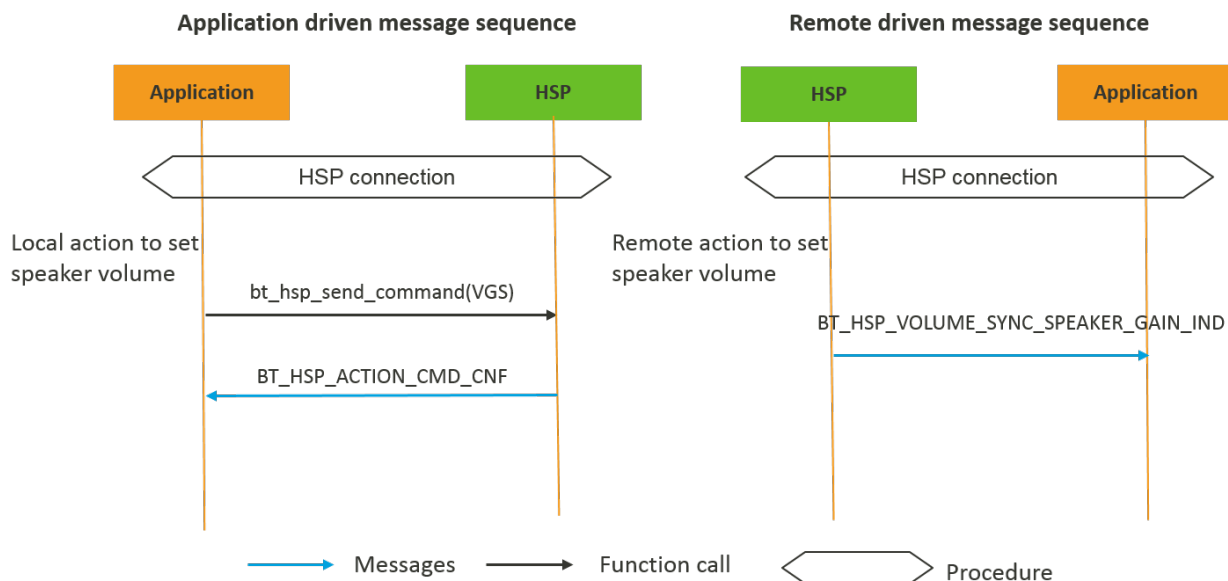 Application driven message sequence
Remote driven message sequence
Application
HSP
HSP
Application
HSP connection
HSP connection
Local action to set
speaker volume
Remote action to set
speaker volume
bt_hsp_send_command(VGS)
BT_HSP_VOLUME_SYNC_SPEAKER_GAIN_IND
BT_HSP_ACTION_CMD_CNF
Messages
Function call
Procedure